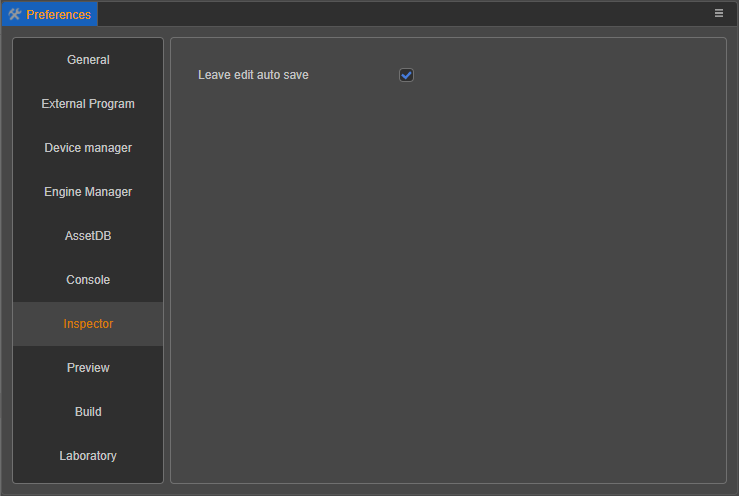 Preferences
General
External Program
Device manager
Engine Manager
AssetDB
Console
Inspector
Preview
Build
Laboratory
Leave edit auto save